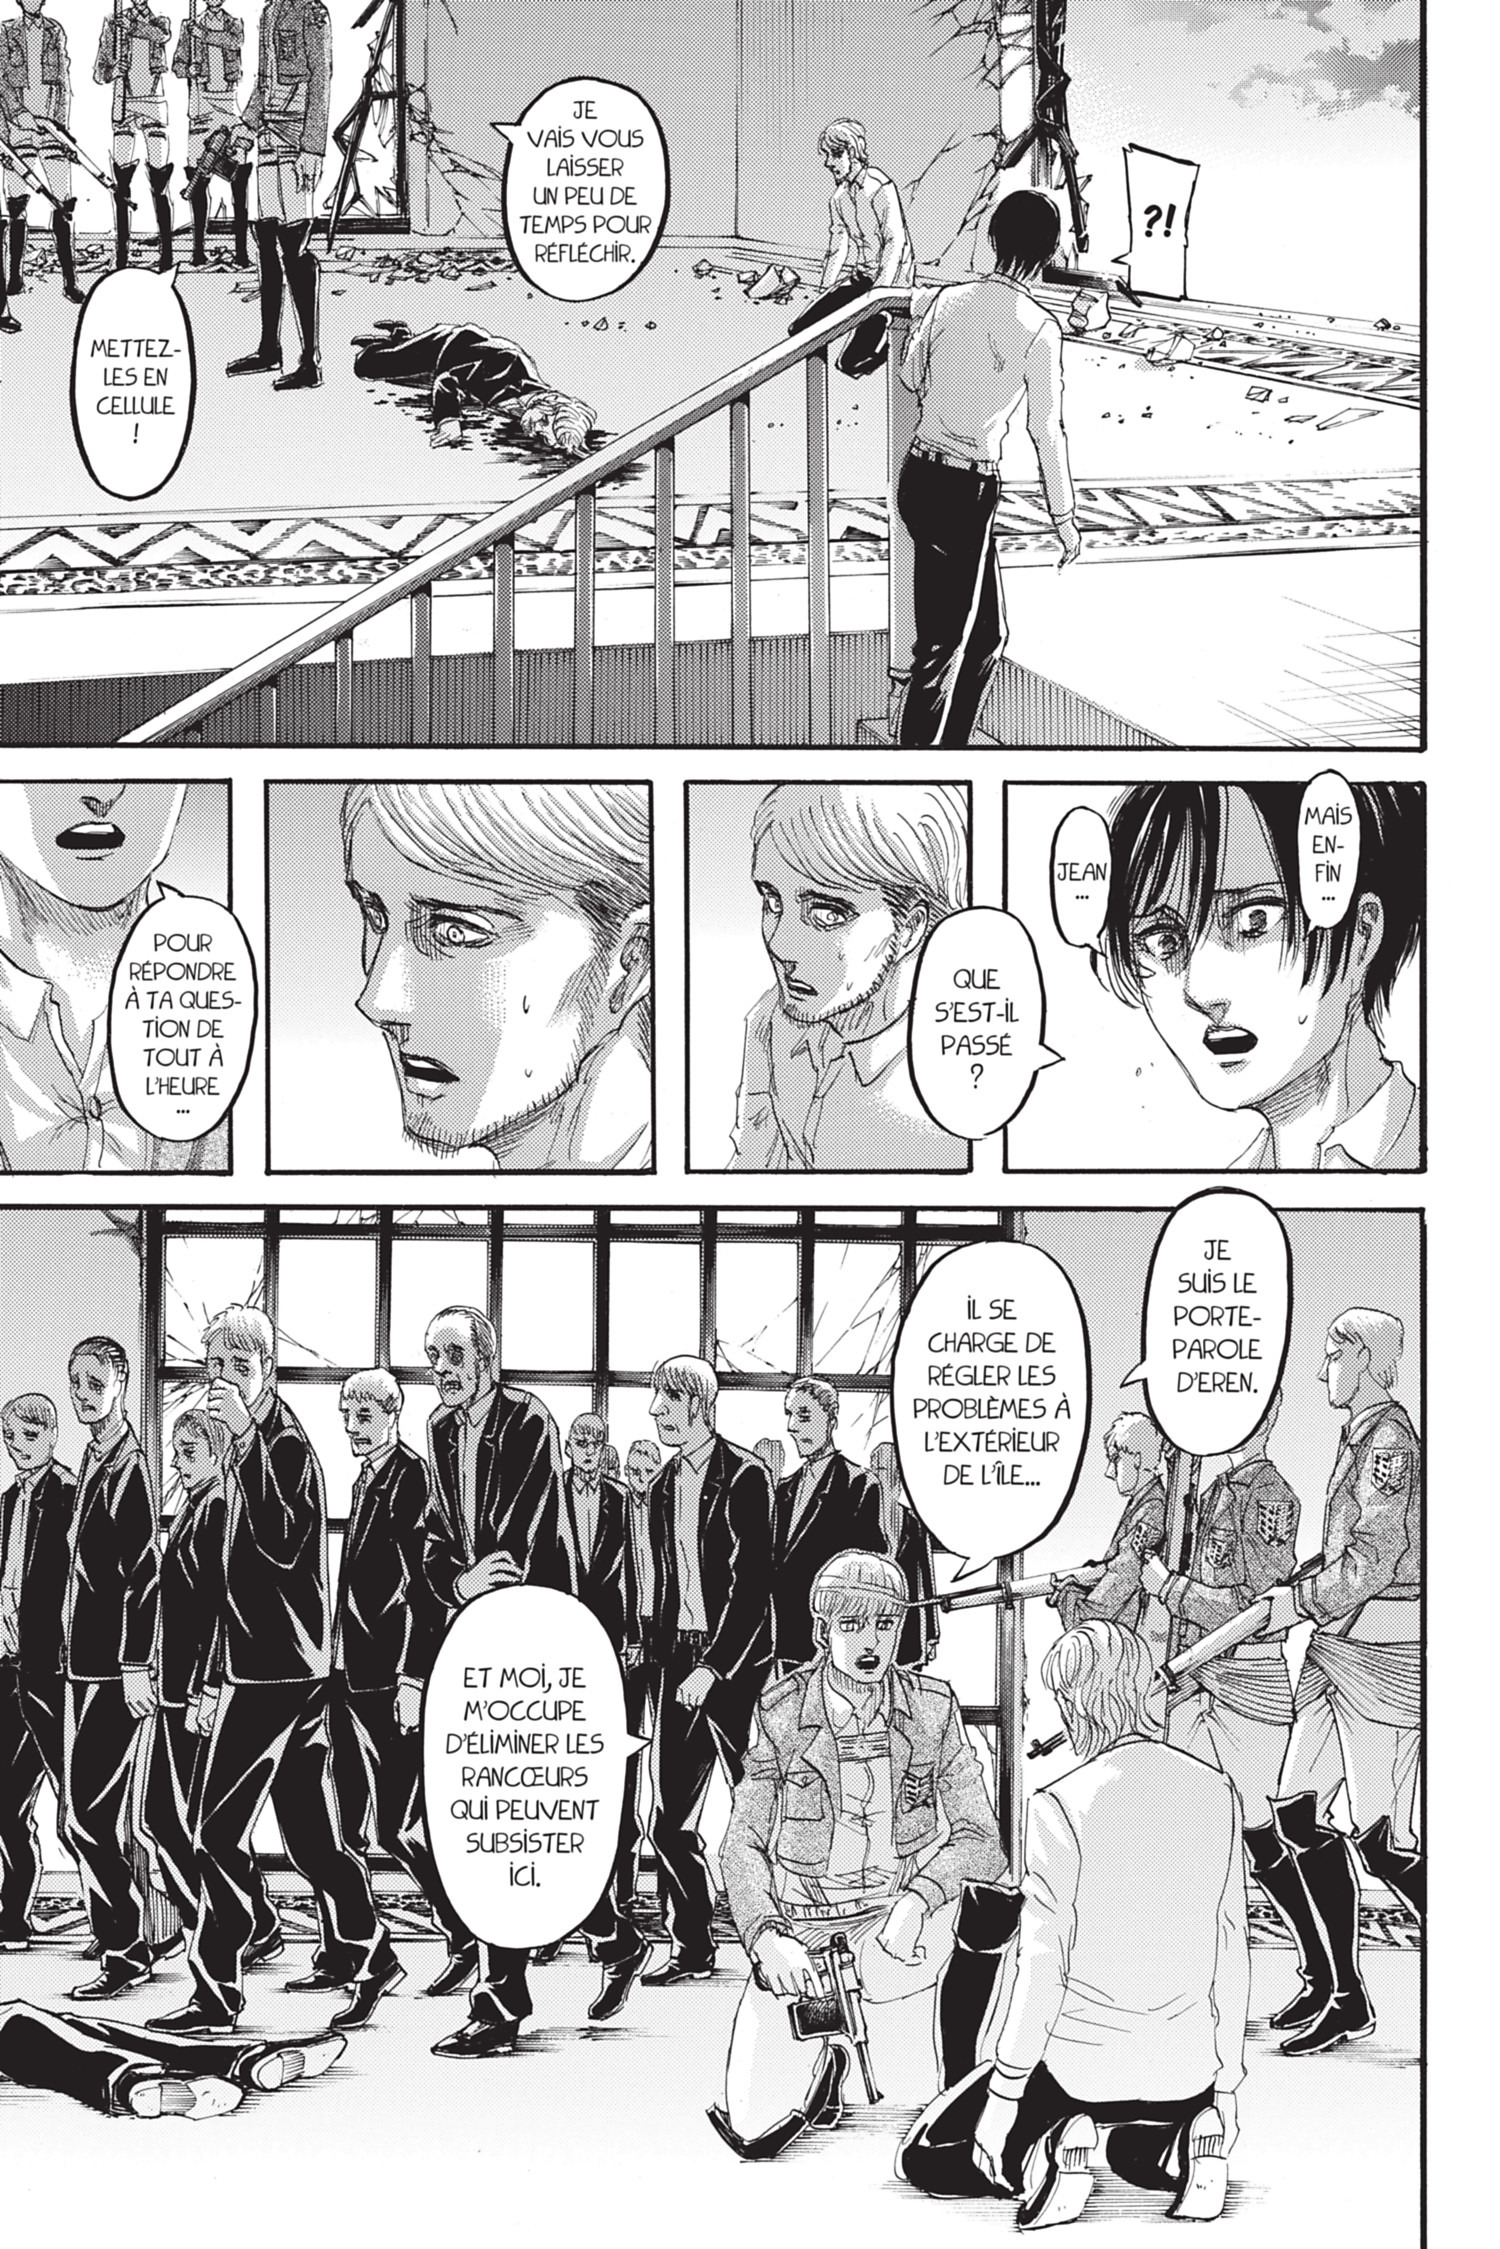 ?!
JE
VAIS VOUS
LAISSER
UN PEU DE
TEMPS POUR
RÉFLÉCHIR.
METTEZ-
LES EN
CELLULE
!
MAIS
EN-
FIN
...
JEAN
...
QUE
S'EST-IL
PASSÉ
?
POUR
RÉPONDRE
À TA QUES-
TION DE
TOUT À
L'HEURE
...
JE
SUIS LE
PORTE-
PAROLE
D'EREN.
IL SE
CHARGE DE
RÉGLER LES
PROBLÈMES À
L'EXTÉRIEUR
DE L'ÎLE...
ET MOI, JE
M'OCCUPE
D'ÉLIMINER LES
RANCŒURS
QUI PEUVENT
SUBSISTER
ICI.